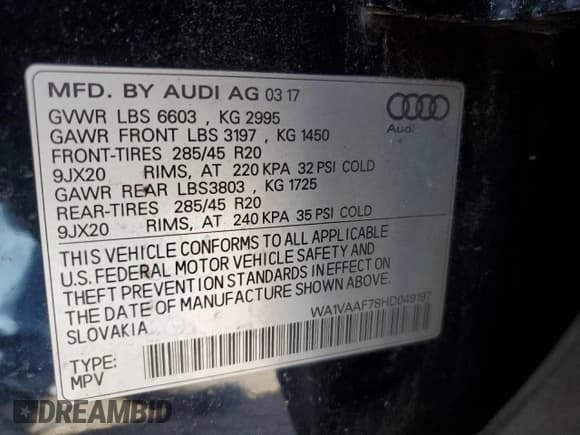 MFD. BY AUDI AG 03 17
GVWR LBS 6603 , KG 2995
GAWR FRONT LBS 3197 , KG 1450
FRONT-TIRES 285/45 R20
9JX20 RIMS, AT 220 KPA 32 PSI COLD
GAWR REAR LBS3803 , KG 1725
REAR-TIRES 285/45 R20
9JX20 RIMS, AT 240 KPA 35 PSI COLD
Audi
THIS VEHICLE CONFORMS TO ALL APPLICABLE
U.S. FEDERAL MOTOR VEHICLE SAFETY AND
THEFT PREVENTION STANDARDS IN EFFECT ON
THE DATE OF MANUFACTURE SHOWN ABOVE.
SLOVAKIA
WA1VAAF78HD049197
TYPE:
MPV
DREAMBID